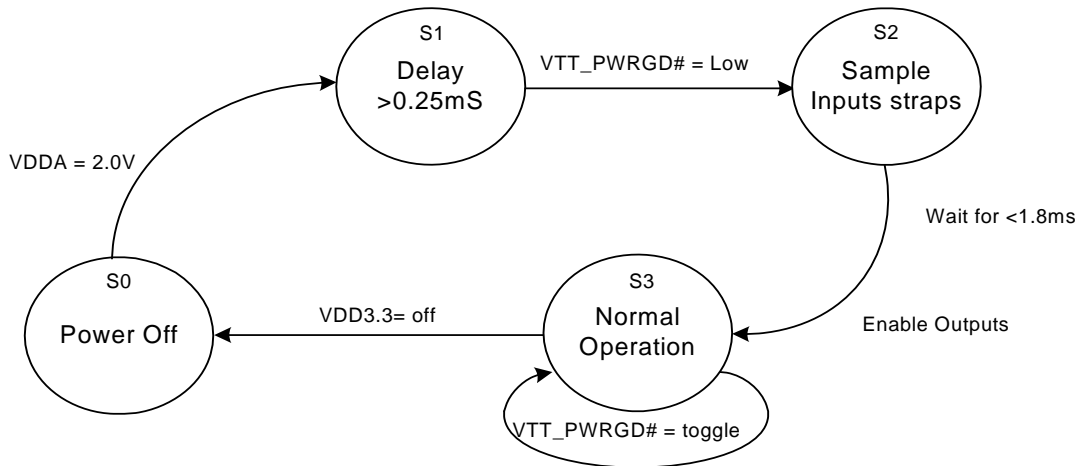 S1
Delay
>0.25mS
VTT_PWRGD# = Low
S2
Sample
Inputs straps
VDDA = 2.0V
Wait for <1.8ms
S0
Power Off
VDD3.3= off
S3
Normal
Operation
Enable Outputs
VTT_PWRGD# = toggle